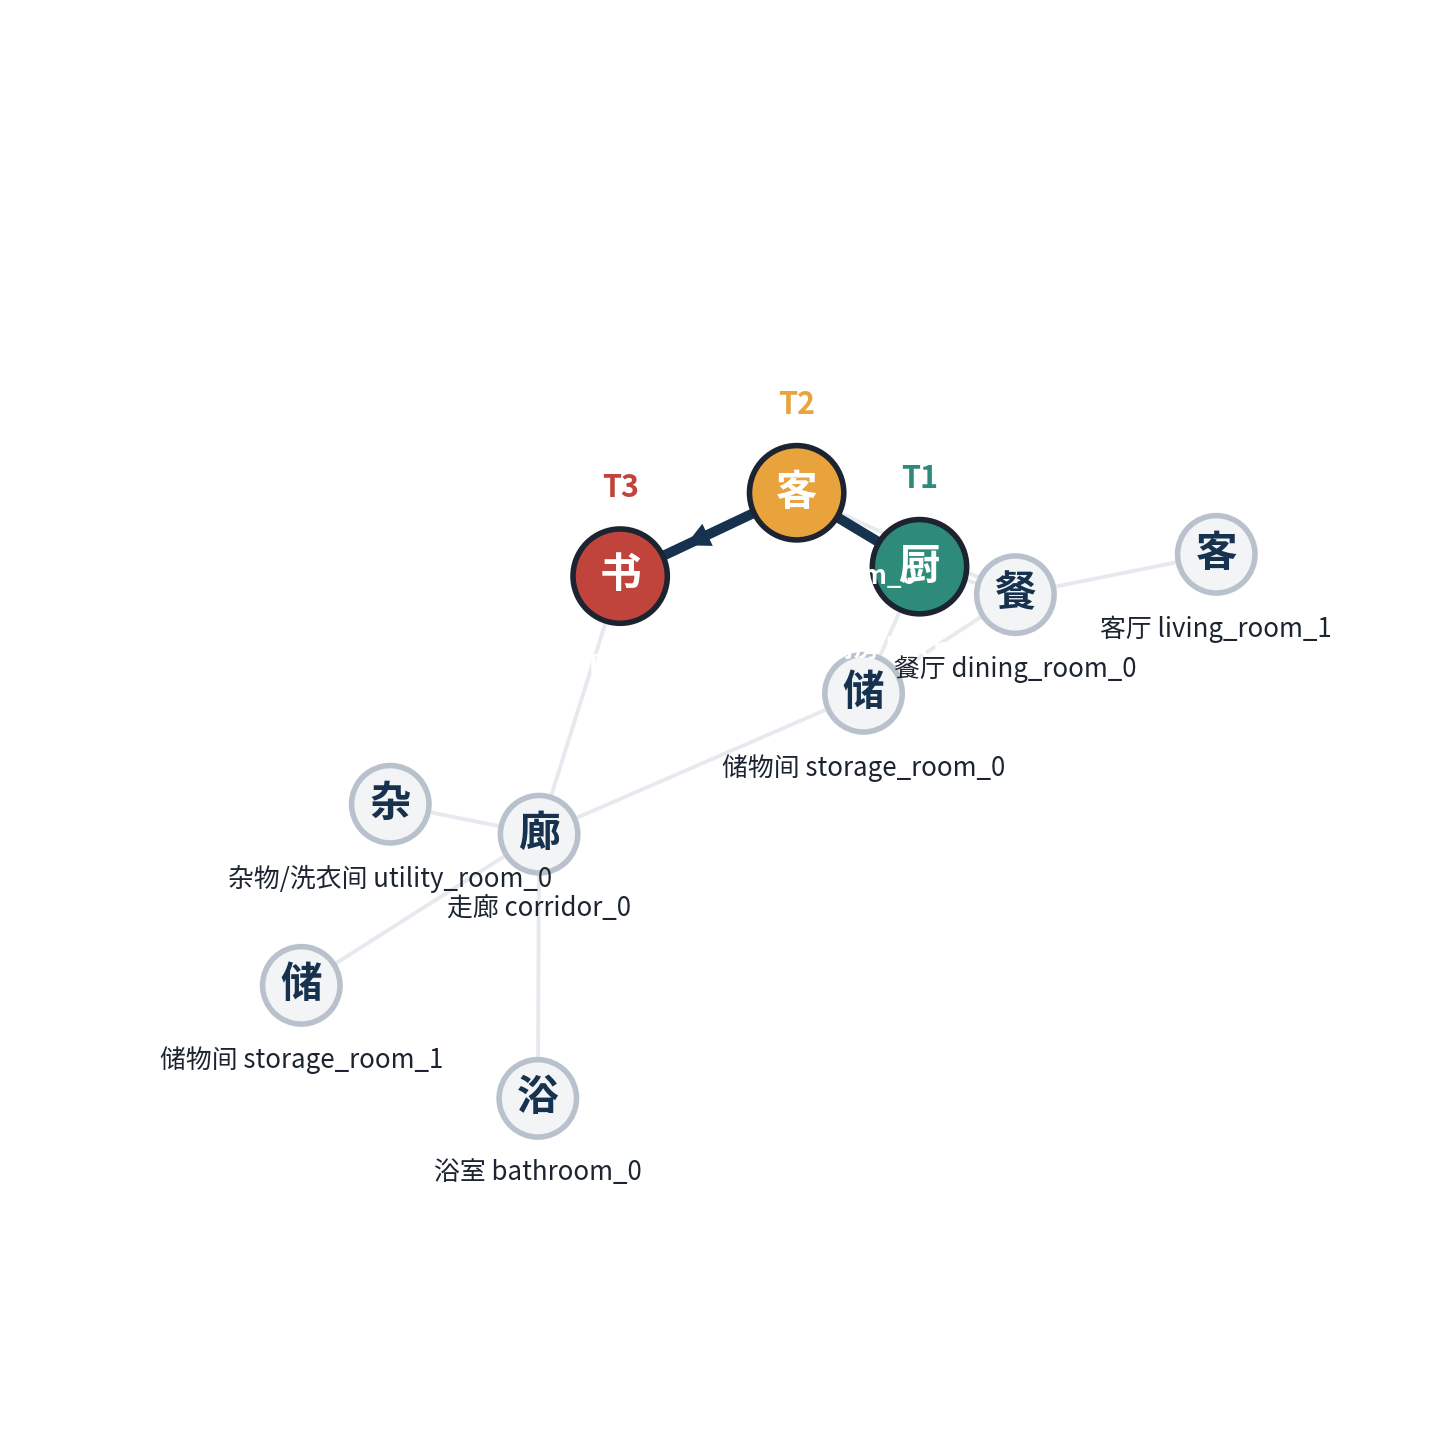 T2
客
T3
书
T1
厨
餐
客
客厅 living_room_1
餐厅 dining_room_0
储
储物间 storage_room_0
杂
杂物/洗衣间 utility_room_0
廊
走廊 corridor_0
储
储物间 storage_room_1
浴
浴室 bathroom_0